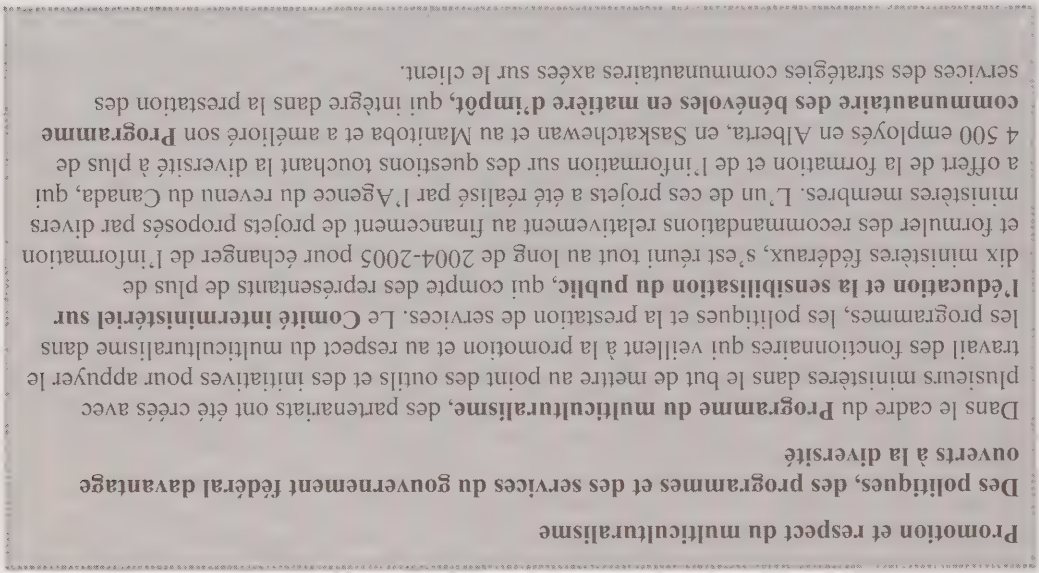 Promotion et respect du multiculturalisme
Des politiques, des programmes et des services du gouvernement fédéral davantage
ouverts à la diversité
Dans le cadre du Programme du multiculturalisme, des partenariats ont été créés avec
plusieurs ministères dans le but de mettre au point des outils et des initiatives pour appuyer le
travail des fonctionnaires qui veillent à la promotion et au respect du multiculturalisme dans
les programmes, les politiques et la prestation de services. Le Comité interministériel sur
l'éducation et la sensibilisation du public, qui compte des représentants de plus de
dix ministères fédéraux, s'est réuni tout au long de 2004-2005 pour échanger de l'information
et formuler des recommandations relativement au financement de projets proposés par divers
ministères membres. L'un de ces projets a été réalisé par l'Agence du revenu du Canada, qui
a offert de la formation et de l'information sur des questions touchant la diversité à plus de
4 500 employés en Alberta, en Saskatchewan et au Manitoba et a amélioré son Programme
communautaire des bénévoles en matière d'impôt, qui intègre dans la prestation des
services des stratégies communautaires axées sur le client.